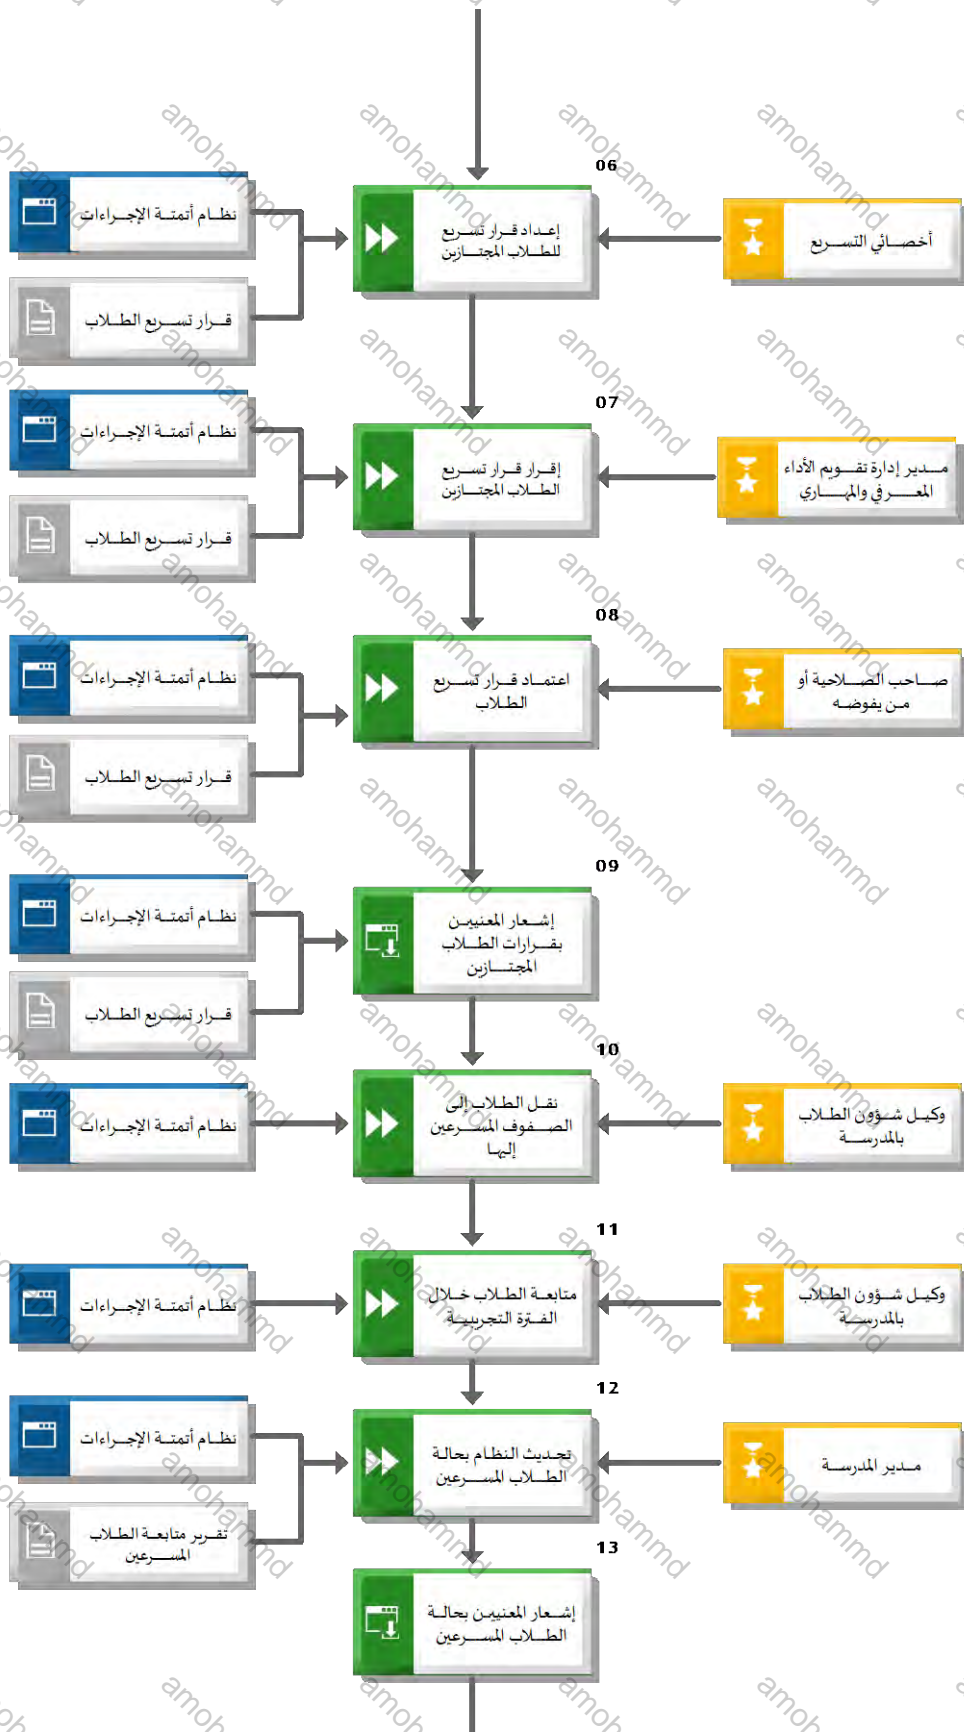 06
أخصائي التسريع
إعداد قرار تسريع
للطلاب المجتازين
نظام أتمتة الإجراءات
قرار تسريع الطلاب
07
مدير إدارة تقويم الأداء
المعرفي والمهاري
إقرار قرار تسريع
الطلاب المجتازين
نظام أتمتة الإجراءات
قرار تسريع الطلاب
08
صاحب الصلاحية أو
من يفوضه
اعتماد قرار تسريع
الطلاب
نظام أتمتة الإجراءات
قرار تسريع الطلاب
09
إشعار المعنيين
بقرارات الطلاب
المجتازين
نظام أتمتة الإجراءات
قرار تسريع الطلاب
10
وكيل شؤون الطلاب
بالمدرسة
نقل الطلاب إلى
الصفوف المسرعين
إليها
نظام أتمتة الإجراءات
11
وكيل شؤون الطلاب
بالمدرسة
متابعة الطلاب خلال
الفترة التجريبية
نظام أتمتة الإجراءات
12
مدير المدرسة
تحديث النظام بحالة
الطلاب المسرعين
نظام أتمتة الإجراءات
تقرير متابعة الطلاب
المسرعين
13
إشعار المعنيين بحالة
الطلاب المسرعين
amohammd